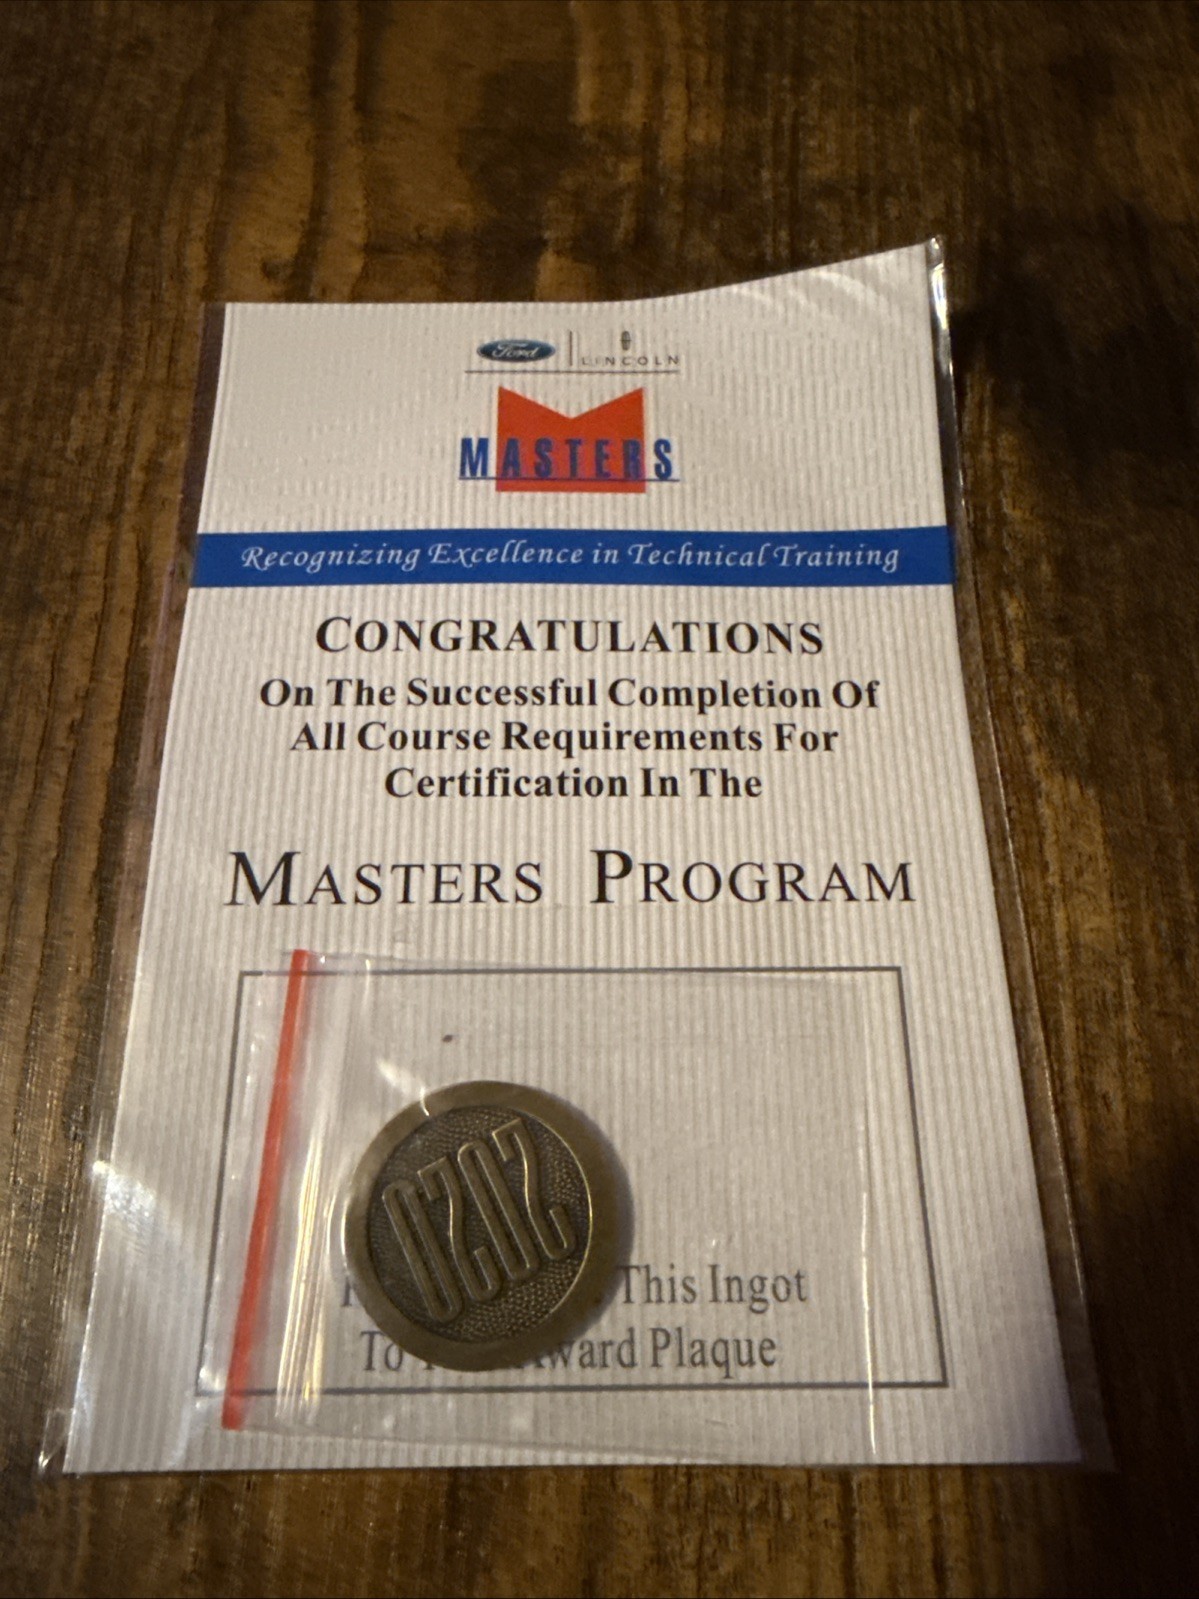 Ford
LINCOLN
MASTERS
Recognizing Excellence in Technical Training
CONGRATULATIONS
On The Successful Completion Of
All Course Requirements For
Certification In The
MASTERS PROGRAM
2020
This Ingot
To Award Plaque